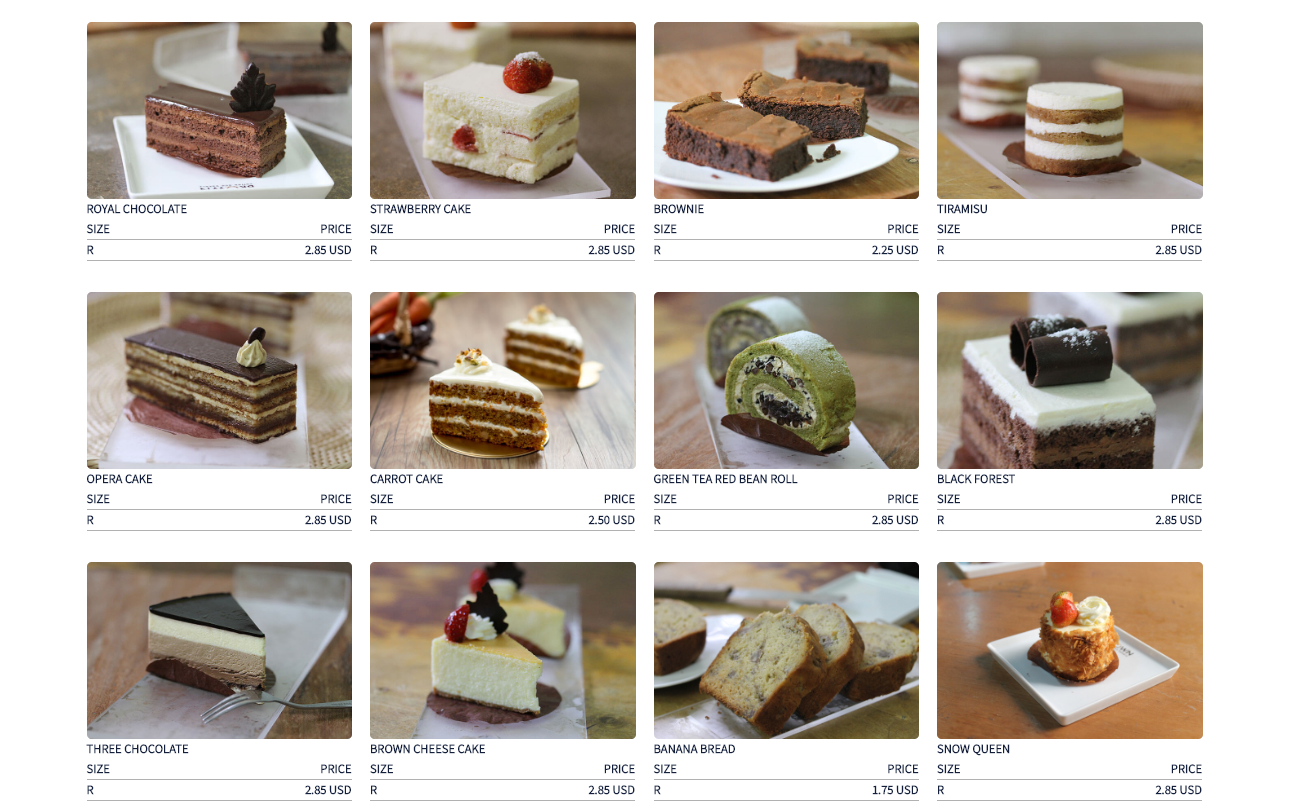 ROYAL CHOCOLATE
SIZE PRICE
R 2.85 USD
STRAWBERRY CAKE
SIZE PRICE
R 2.85 USD
BROWNIE
SIZE PRICE
R 2.25 USD
TIRAMISU
SIZE PRICE
R 2.85 USD
OPERA CAKE
SIZE PRICE
R 2.85 USD
CARROT CAKE
SIZE PRICE
R 2.50 USD
GREEN TEA RED BEAN ROLL
SIZE PRICE
R 2.85 USD
BLACK FOREST
SIZE PRICE
R 2.85 USD
THREE CHOCOLATE
SIZE PRICE
R 2.85 USD
BROWN CHEESE CAKE
SIZE PRICE
R 2.85 USD
BANANA BREAD
SIZE PRICE
R 1.75 USD
SNOW QUEEN
SIZE PRICE
R 2.85 USD